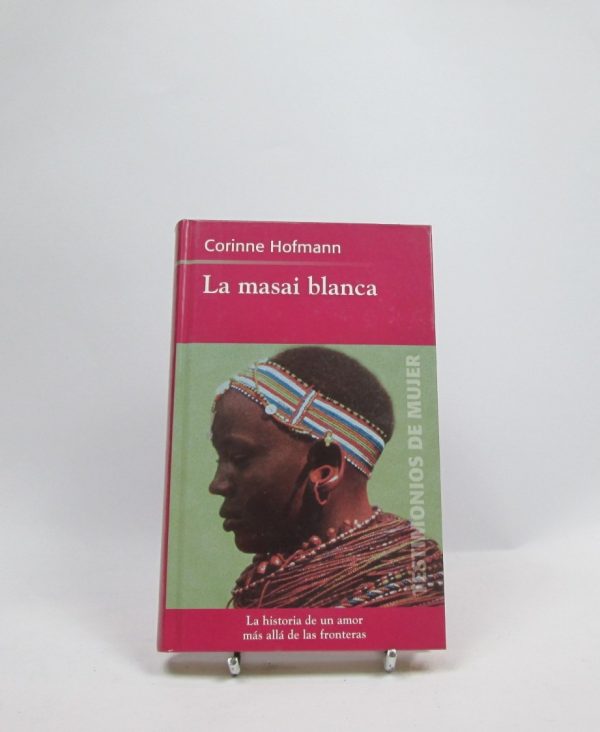 Corinne Hofmann
La masai blanca
TESTIMONIOS DE MUJER
La historia de un amor
más allá de las fronteras